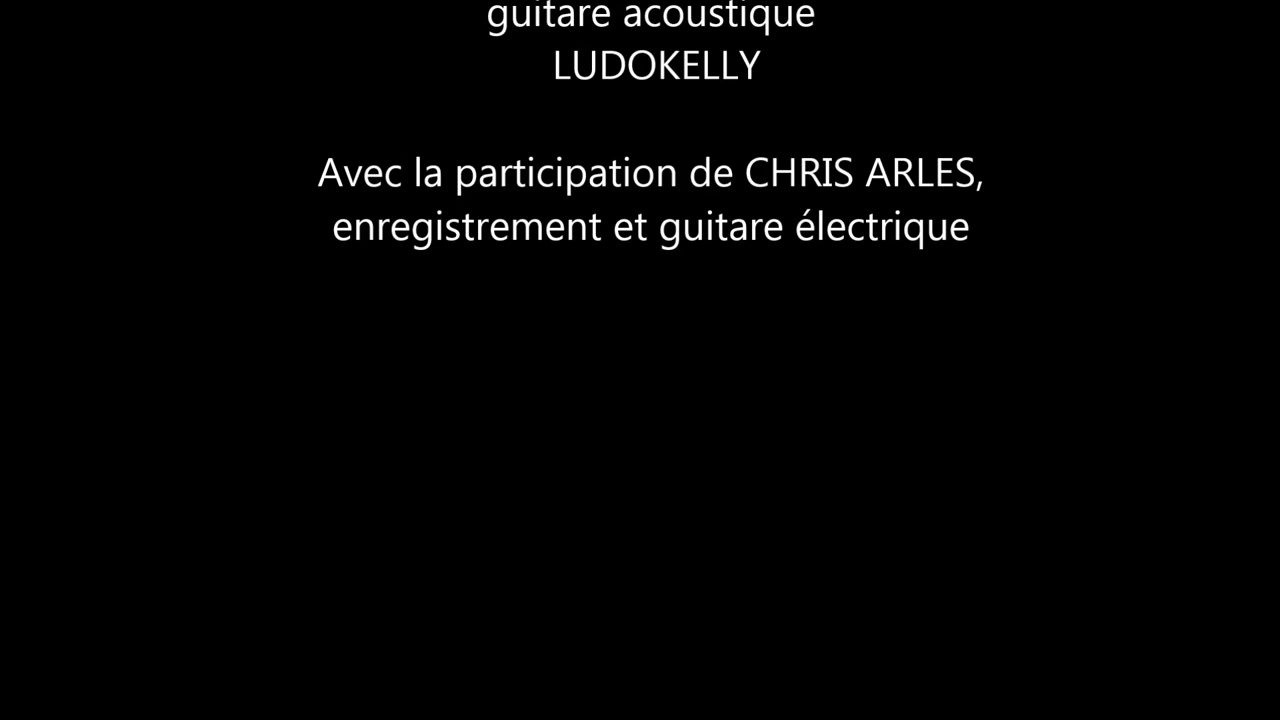 guitare acoustique
LUDOKELLY
Avec la participation de CHRIS ARLES,
enregistrement et guitare électrique